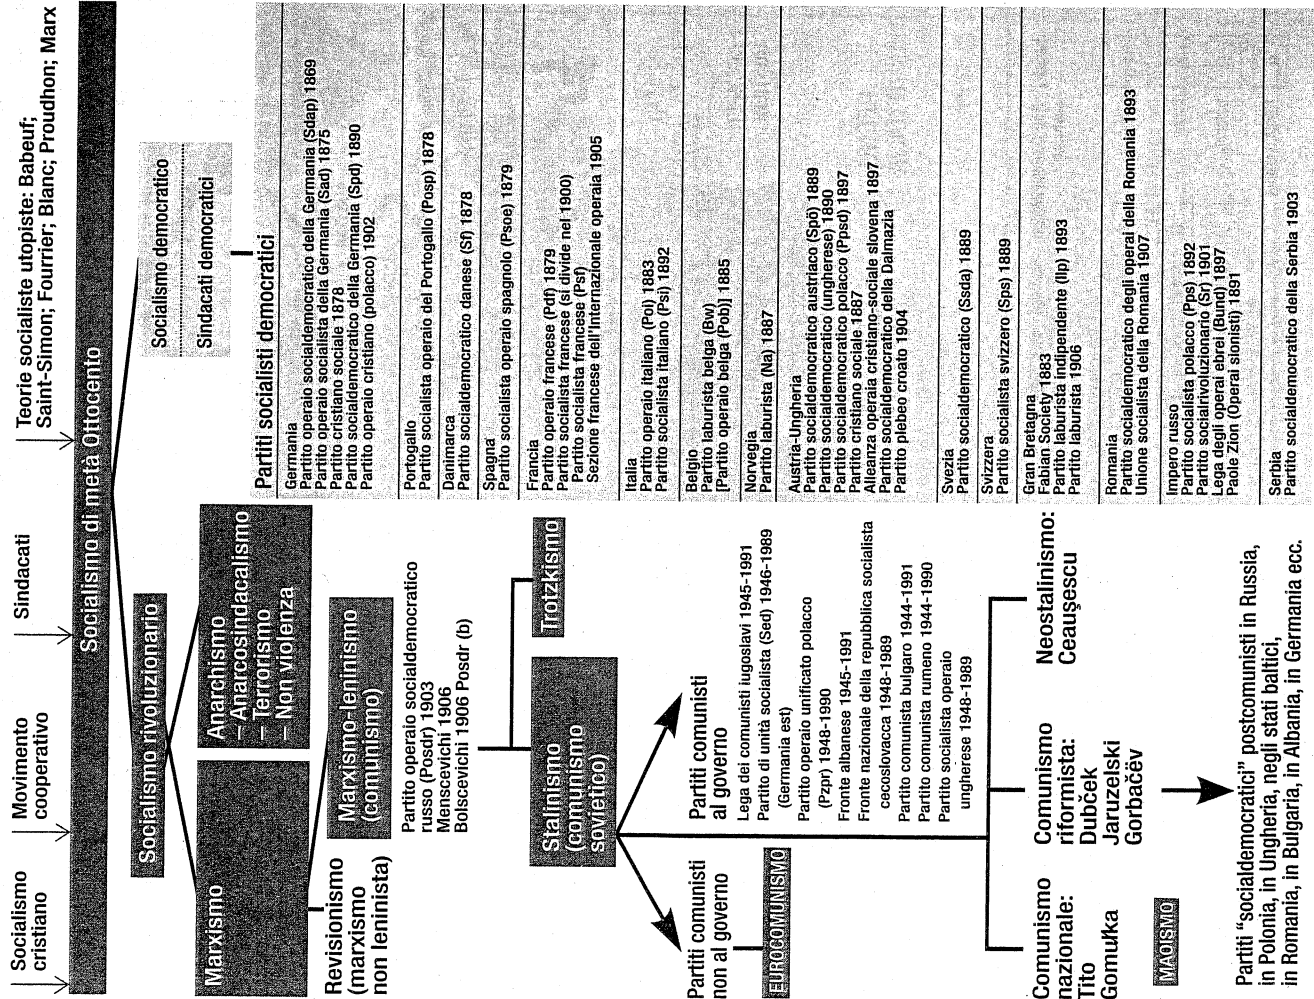 Socialismo
cristiano
Movimento
cooperativo
Sindacati
Teorie socialiste utopiste: Babeuf;
Saint-Simon; Fourrier; Blanc; Proudhon; Marx
Socialismo di metà Ottocento
Socialismo rivoluzionario
Socialismo democratico
Sindacati democratici
Marxismo
Anarchismo
– Anarcosindacalismo
– Terrorismo
– Non violenza
Revisionismo
(marxismo
non leninista)
Marxismo-leninismo
(comunismo)
Partito operaio socialdemocratico
russo (Posdr) 1903
Menscevichi 1906
Bolscevichi 1906 Posdr (b)
Stalinismo
(comunismo
sovietico)
Trotzkismo
Partiti comunisti
non al governo
EUROCOMUNISMO
Partiti comunisti
al governo
Lega dei comunisti iugoslavi 1945-1991
Partito di unità socialista (Sed) 1946-1989
(Germania est)
Partito operaio unificato polacco
(Pzpr) 1948-1990
Fronte albanese 1945-1991
Fronte nazionale della repubblica socialista
cecoslovacca 1948-1989
Partito comunista bulgaro 1944-1991
Partito comunista rumeno 1944-1990
Partito socialista operaio
ungherese 1948-1989
Comunismo
nazionale:
Tito
Gomułka
MAOISMO
Comunismo
riformista:
Dubček
Jaruzelski
Gorbačëv
Neostalinismo:
Ceauşescu
Partiti "socialdemocratici" postcomunisti in Russia,
in Polonia, in Ungheria, negli stati baltici,
in Romania, in Bulgaria, in Albania, in Germania ecc.
Partiti socialisti democratici
Germania
Partito operaio socialdemocratico della Germania (Sdap) 1869
Partito operaio socialista della Germania (Sad) 1875
Partito cristiano sociale 1878
Partito socialdemocratico della Germania (Spd) 1890
Partito operaio cristiano (polacco) 1902
Portogallo
Partito socialista operaio del Portogallo (Posp) 1878
Danimarca
Partito socialdemocratico danese (Sf) 1878
Spagna
Partito socialista operaio spagnolo (Psoe) 1879
Francia
Partito operaio francese (Pdf) 1879
Partito socialista francese (si divide nel 1900)
Partito socialista francese (Psf)
Sezione francese dell'Internazionale operaia 1905
Italia
Partito operaio italiano (Poi) 1883
Partito socialista italiano (Psi) 1892
Belgio
Partito laburista belga (Bw)
[Partito operaio belga (Pob)] 1885
Norvegia
Partito laburista (Na) 1887
Austria-Ungheria
Partito socialdemocratico austriaco (Spö) 1889
Partito socialdemocratico (ungherese) 1890
Partito socialdemocratico polacco (Ppsd) 1897
Partito cristiano sociale 1887
Alleanza operaia cristiano-sociale slovena 1897
Partito socialdemocratico della Dalmazia
Partito plebeo croato 1904
Svezia
Partito socialdemocratico (Ssda) 1889
Svizzera
Partito socialista svizzero (Sps) 1889
Gran Bretagna
Fabian Society 1883
Partito laburista indipendente (Ilp) 1893
Partito laburista 1906
Romania
Partito socialdemocratico degli operai della Romania 1893
Unione socialista della Romania 1907
Impero russo
Partito socialista polacco (Pps) 1892
Partito socialrivoluzionario (Sr) 1901
Lega degli operai ebrei (Bund) 1897
Paole Zion (Operai sionisti) 1891
Serbia
Partito socialdemocratico della Serbia 1903